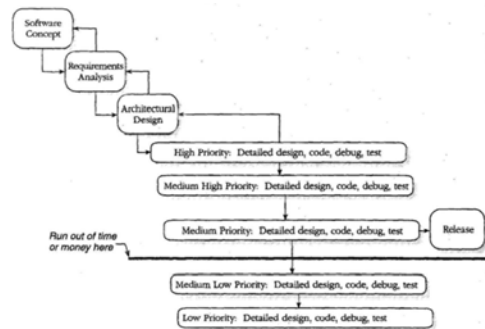 Software
Concept
Requirements
Analysis
Architectural
Design
High Priority: Detailed design, code, debug, test
Medium High Priority: Detailed design, code, debug, test
Medium Priority: Detailed design, code, debug, test
Release
Run out of time
or money here
Medium Low Priority: Detailed design, code, debug, test
Low Priority: Detailed design, code, debug, test